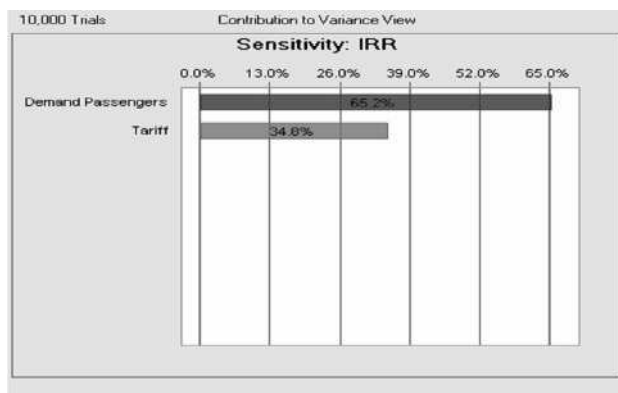 10,000 Trials Contribution to Variance View
Sensitivity: IRR
0.0% 13.0% 26.0% 39.0% 52.0% 65.0%
Demand Passengers 65.2%
Tariff 34.8%